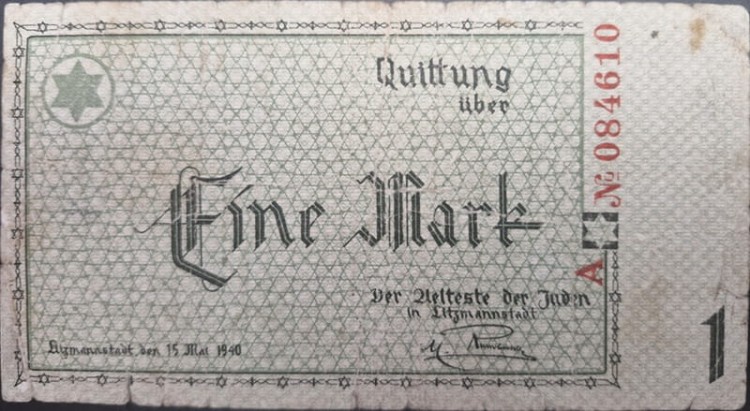 Quittung
über
Eine Mark
Der Aelteste der Juden
in Litzmannstadt
Litzmannstadt den 15 Mai 1940
№ 084610
A
1